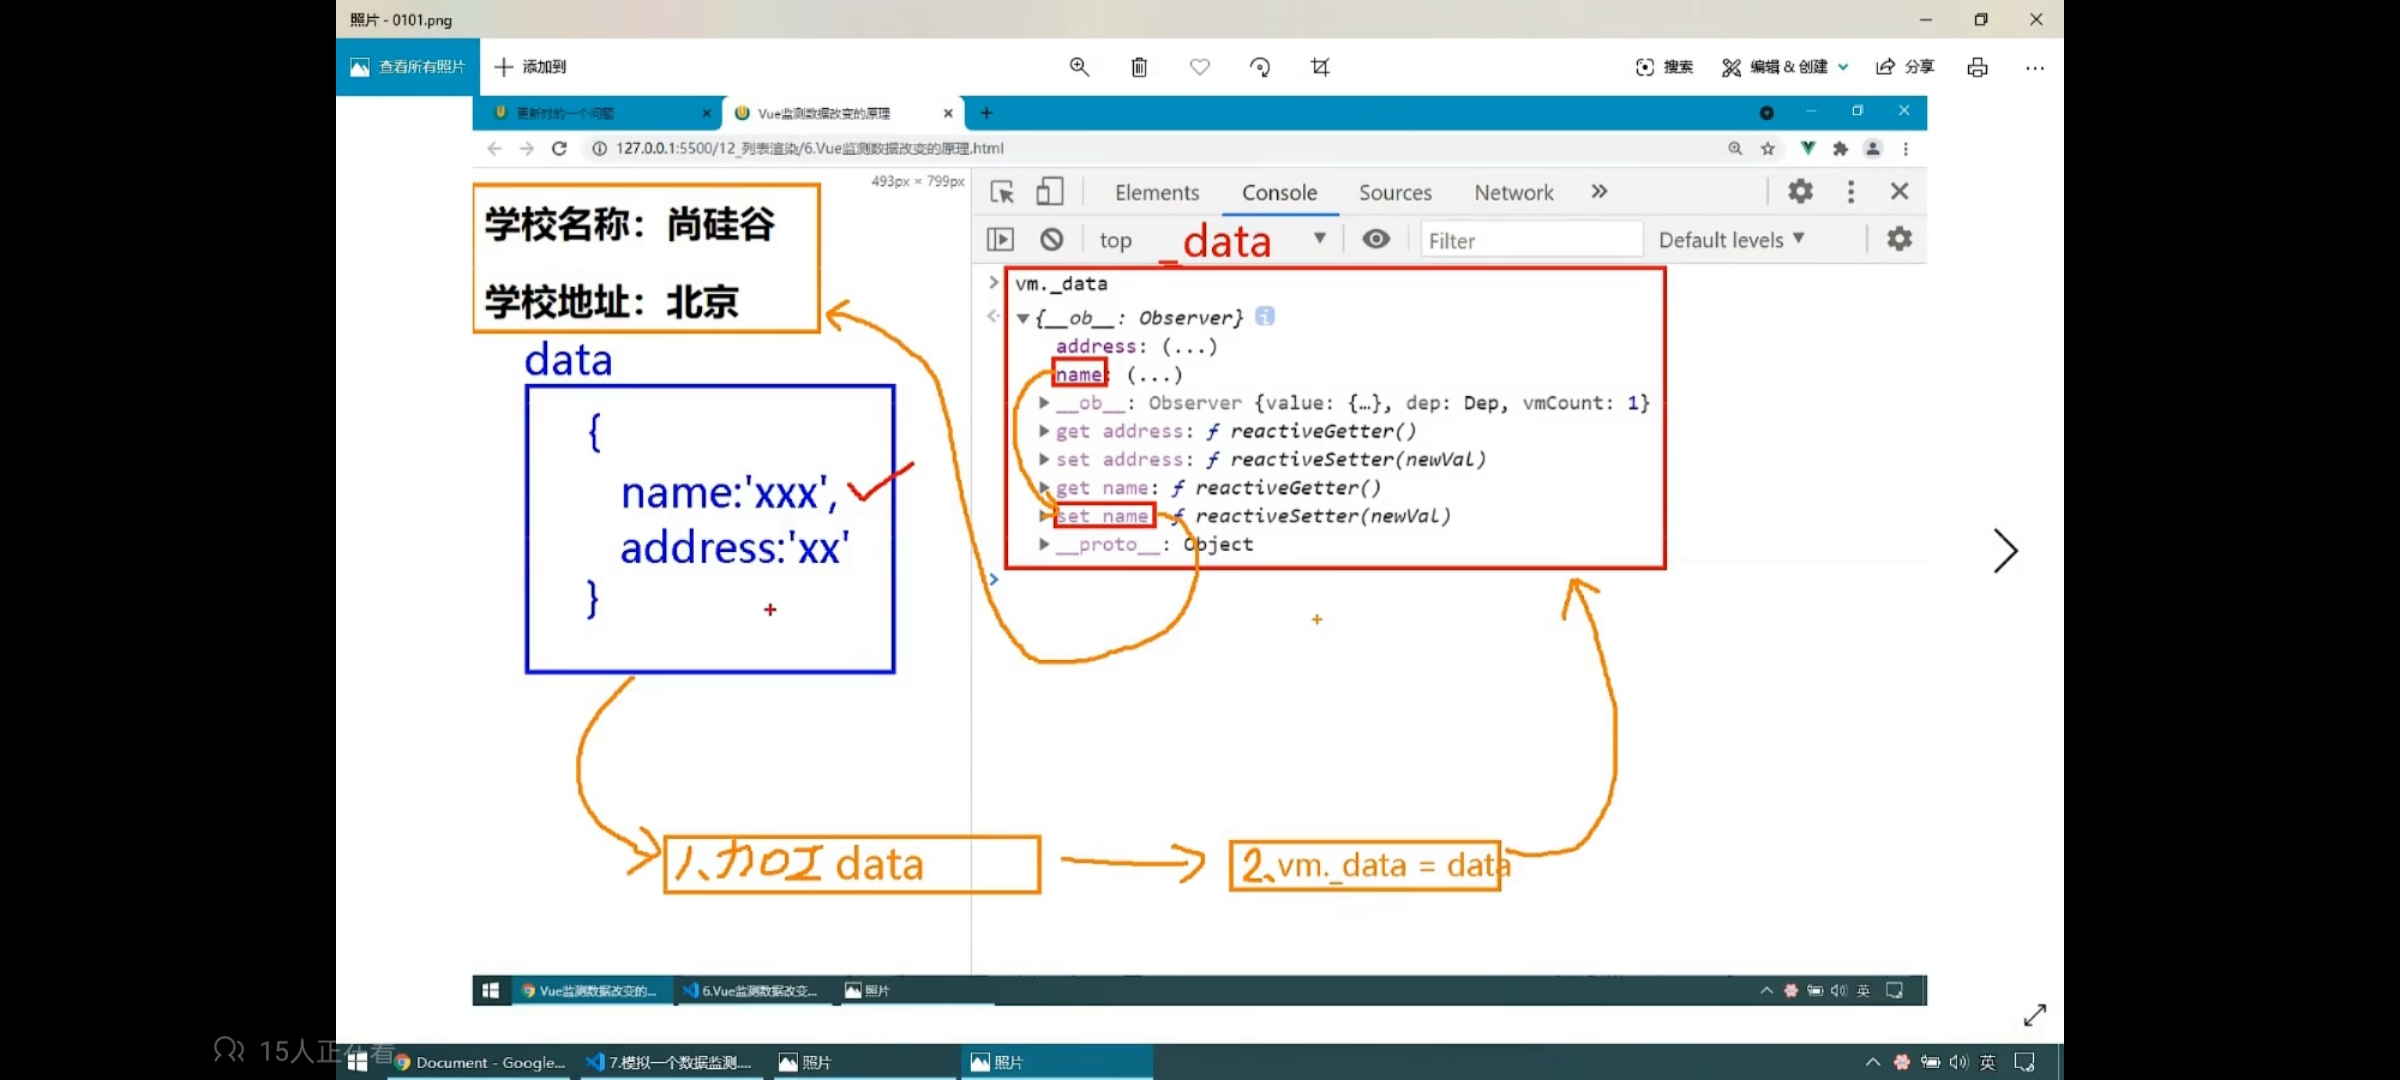 照片 - 0101.png
查看所有照片 添加到 搜索 编辑 & 创建 分享
更新时的一个问题 Vue监测数据改变的原理
127.0.0.1:5500/12_列表渲染/6.Vue监测数据改变的原理.html
493px × 799px
Elements Console Sources Network
top Filter Default levels
_data
学校名称：尚硅谷
学校地址：北京
data
{
name:'xxx',
address:'xx'
}
vm._data
{__ob__: Observer}
address: (...)
name: (...)
__ob__: Observer {value: {…}, dep: Dep, vmCount: 1}
get address: ƒ reactiveGetter()
set address: ƒ reactiveSetter(newVal)
get name: ƒ reactiveGetter()
set name: ƒ reactiveSetter(newVal)
__proto__: Object
1、加工 data
2、vm._data = data
Vue监测数据改变的... 6.Vue监测数据改变... 照片 英
15人正在看
Document - Google... 7.模拟一个数据监测.... 照片 照片 英